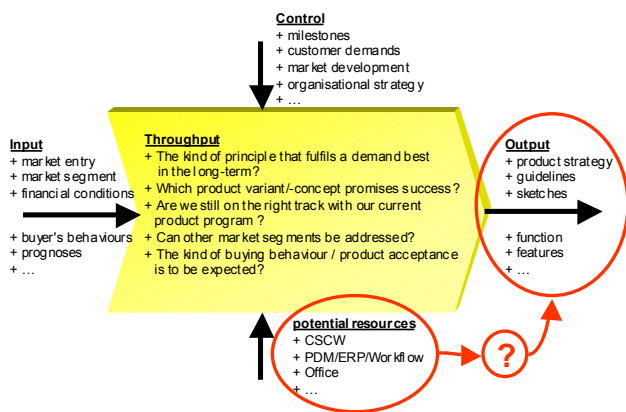 Control
+ milestones
+ customer demands
+ market development
+ organisational strategy
+ ...
Input
+ market entry
+ market segment
+ financial conditions
+ buyer's behaviours
+ prognoses
+ ...
Throughput
+ The kind of principle that fulfils a demand best
in the long-term?
+ Which product variant/-concept promises success?
+ Are we still on the right track with our current
product program ?
+ Can other market segments be addressed?
+ The kind of buying behaviour / product acceptance
is to be expected?
Output
+ product strategy
+ guidelines
+ sketches
+ function
+ features
+ ...
potential resources
+ CSCW
+ PDM/ERP/Workflow
+ Office
+ ...
?